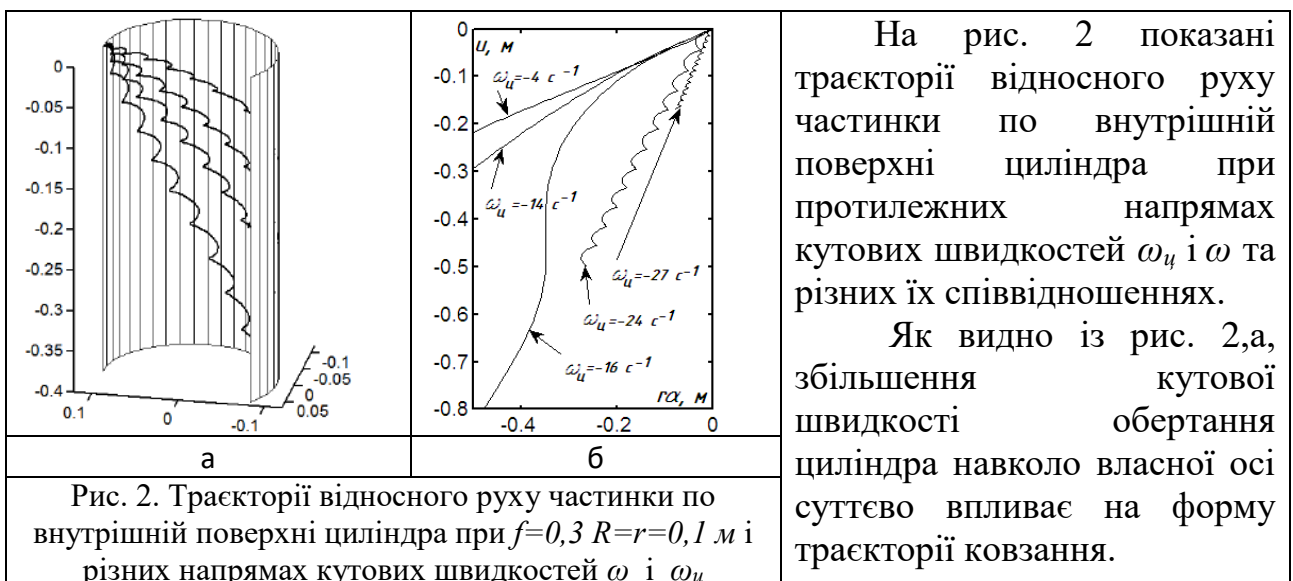 0
-0.05
-0.1
-0.15
-0.2
-0.25
-0.3
-0.35
-0.4
0.1
0
-0.1
0.05
0
-0.05
-0.1
а
0
-0.1
-0.2
-0.3
-0.4
-0.5
-0.6
-0.7
-0.8
u, м
ωц=-4 с⁻¹
ωц=-14 с⁻¹
ωц=-27 с⁻¹
ωц=-24 с⁻¹
ωц=-16 с⁻¹
rα, м
-0.4 -0.2 0
б
Рис. 2. Траєкторії відносного руху частинки по
внутрішній поверхні циліндра при f=0,3 R=r=0,1 м і
різних напрямах кутових швидкостей ω і ωц
На рис. 2 показані
траєкторії відносного руху
частинки по внутрішній
поверхні циліндра при
протилежних напрямах
кутових швидкостей ωц і ω та
різних їх співвідношеннях.
Як видно із рис. 2,а,
збільшення кутової
швидкості обертання
циліндра навколо власної осі
суттєво впливає на форму
траєкторії ковзання.